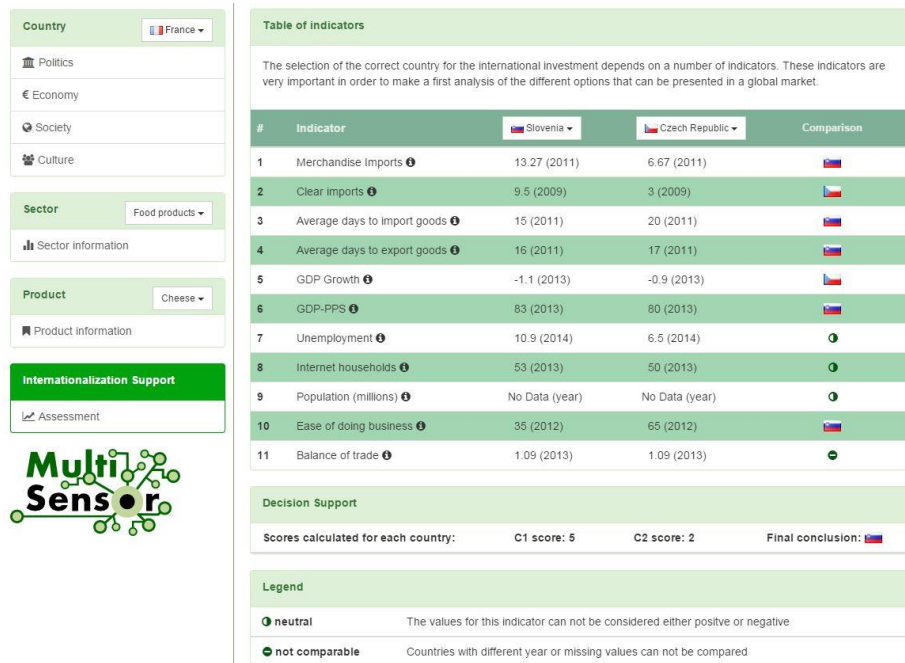 Country
France
Politics
€ Economy
Society
Culture
Sector
Food products
Sector information
Product
Cheese
Product information
Internationalization Support
Assessment
Multi
Sensor
Table of indicators
The selection of the correct country for the international investment depends on a number of indicators. These indicators are
very important in order to make a first analysis of the different options that can be presented in a global market.
# Indicator Slovenia Czech Republic Comparison
1 Merchandise Imports 13.27 (2011) 6.67 (2011)
2 Clear imports 9.5 (2009) 3 (2009)
3 Average days to import goods 15 (2011) 20 (2011)
4 Average days to export goods 16 (2011) 17 (2011)
5 GDP Growth -1.1 (2013) -0.9 (2013)
6 GDP-PPS 83 (2013) 80 (2013)
7 Unemployment 10.9 (2014) 6.5 (2014)
8 Internet households 53 (2013) 50 (2013)
9 Population (millions) No Data (year) No Data (year)
10 Ease of doing business 35 (2012) 65 (2012)
11 Balance of trade 1.09 (2013) 1.09 (2013)
Decision Support
Scores calculated for each country: C1 score: 5 C2 score: 2 Final conclusion:
Legend
neutral The values for this indicator can not be considered either positve or negative
not comparable Countries with different year or missing values can not be compared